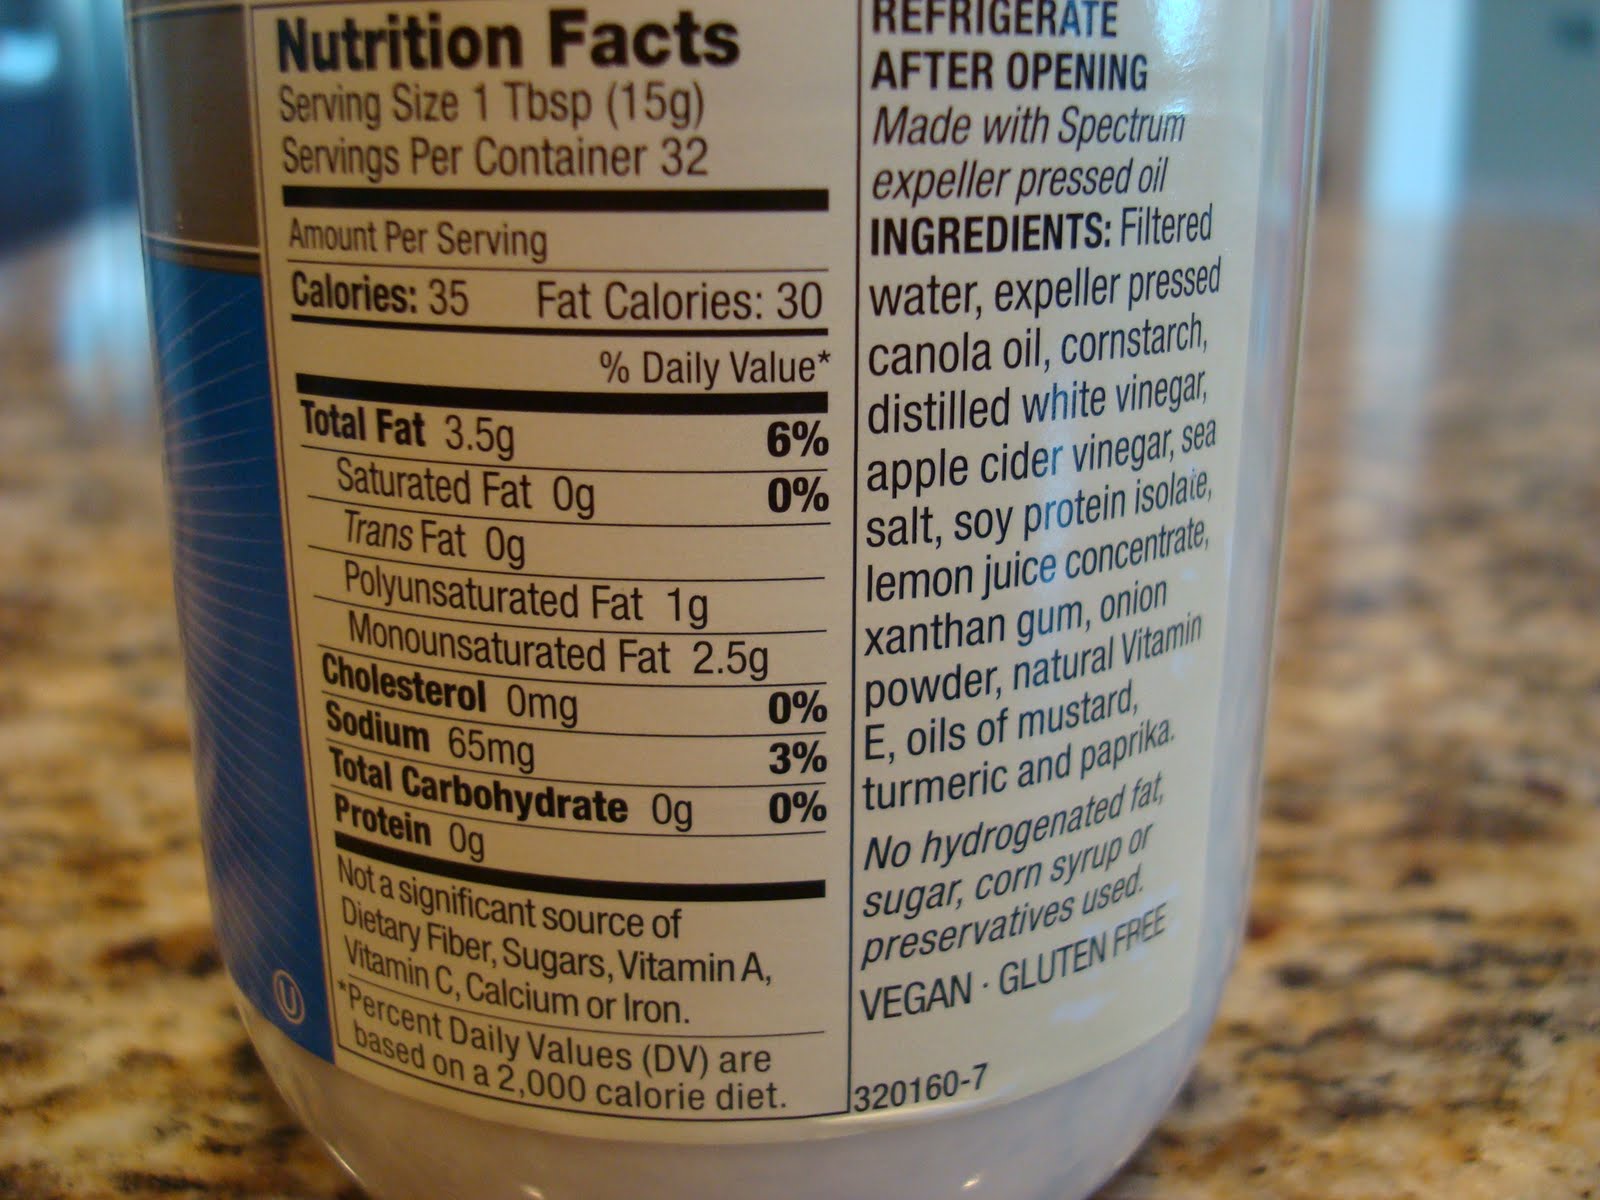 Nutrition Facts
Serving Size 1 Tbsp (15g)
Servings Per Container 32
Amount Per Serving
Calories: 35 Fat Calories: 30
% Daily Value*
Total Fat 3.5g 6%
Saturated Fat 0g 0%
Trans Fat 0g
Polyunsaturated Fat 1g
Monounsaturated Fat 2.5g
Cholesterol 0mg 0%
Sodium 65mg 3%
Total Carbohydrate 0g 0%
Protein 0g
Not a significant source of
Dietary Fiber, Sugars, Vitamin A,
Vitamin C, Calcium or Iron.
*Percent Daily Values (DV) are
based on a 2,000 calorie diet.
U
REFRIGERATE
AFTER OPENING
Made with Spectrum
expeller pressed oil
INGREDIENTS: Filtered
water, expeller pressed
canola oil, cornstarch,
distilled white vinegar,
apple cider vinegar, sea
salt, soy protein isolate,
lemon juice concentrate,
xanthan gum, onion
powder, natural Vitamin
E, oils of mustard,
turmeric and paprika.
No hydrogenated fat,
sugar, corn syrup or
preservatives used.
VEGAN · GLUTEN FREE
320160-7